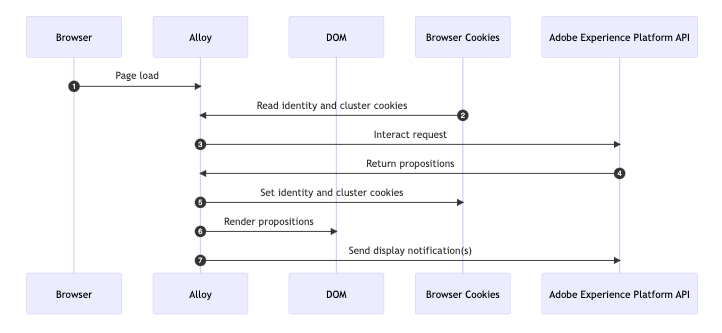 Browser
Alloy
DOM
Browser Cookies
Adobe Experience Platform API
1
Page load
Read identity and cluster cookies
2
3
Interact request
Return propositions
4
5
Set identity and cluster cookies
6
Render propositions
7
Send display notification(s)
Browser
Alloy
DOM
Browser Cookies
Adobe Experience Platform API